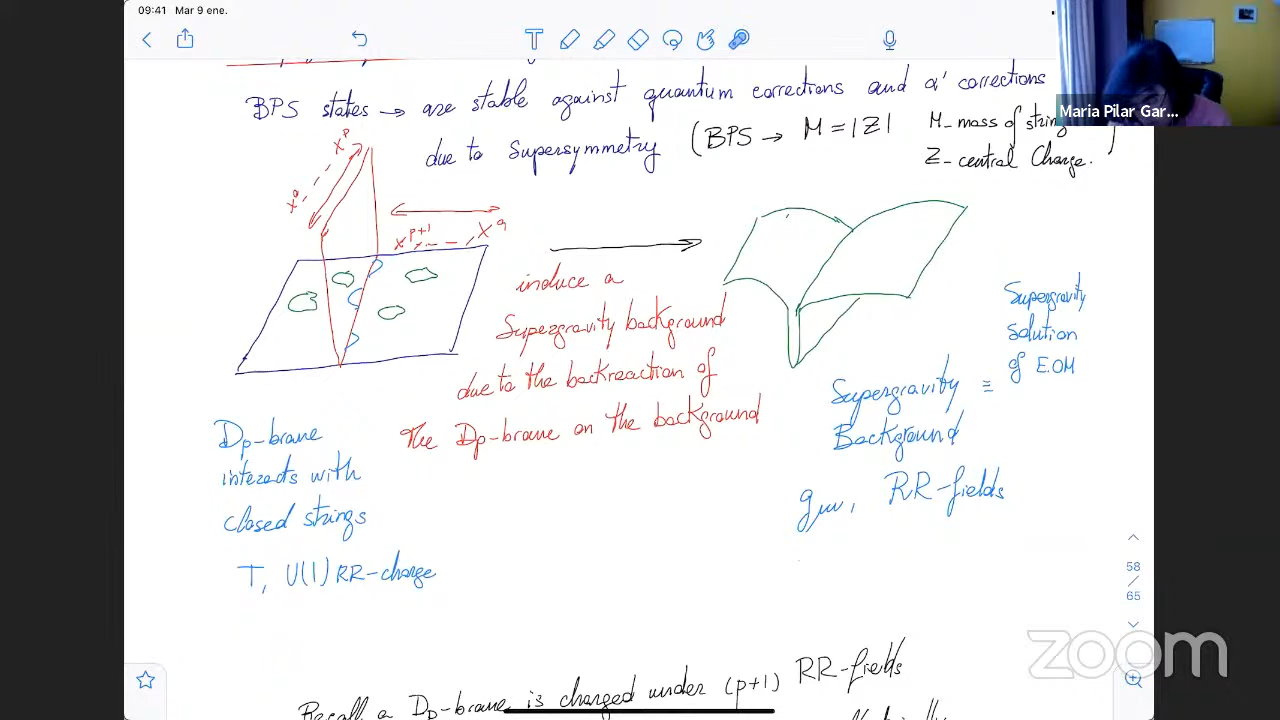 09:41 Mar 9 ene.
BPS states → are stable against quantum corrections and α' corrections
due to Supersymmetry (BPS → M = |Z| M - mass of string
Z - central charge. )
Maria Pilar Gar...
X^p
X^0
X^{p+1} --- X^9
induce a
Supergravity background
due to the backreaction of
The Dp-brane on the background
Supergravity
solution
of E.OM
Supergravity ≡
Background
gμν, RR-fields
Dp-brane
interacts with
closed strings
T, U(1) RR-charge
58
/
65
zoom
Recall a Dp-brane is charged under (p+1) RR-fields